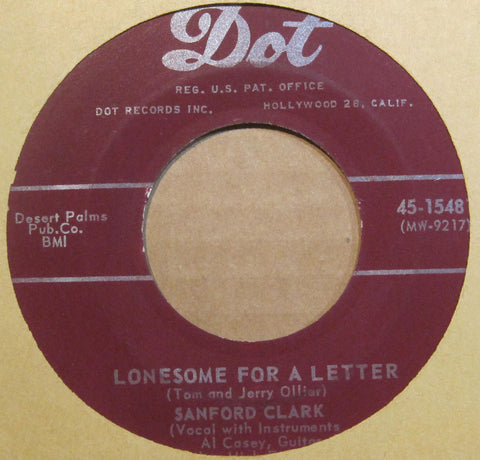 Dot
REG. U.S. PAT. OFFICE
DOT RECORDS INC. HOLLYWOOD 28, CALIF.
Desert Palms
Pub.Co.
BMI
45-1548
(MW-9217)
LONESOME FOR A LETTER
(Tom and Jerry Ollier)
SANFORD CLARK
(Vocal with Instruments
Al Casey, Guitar